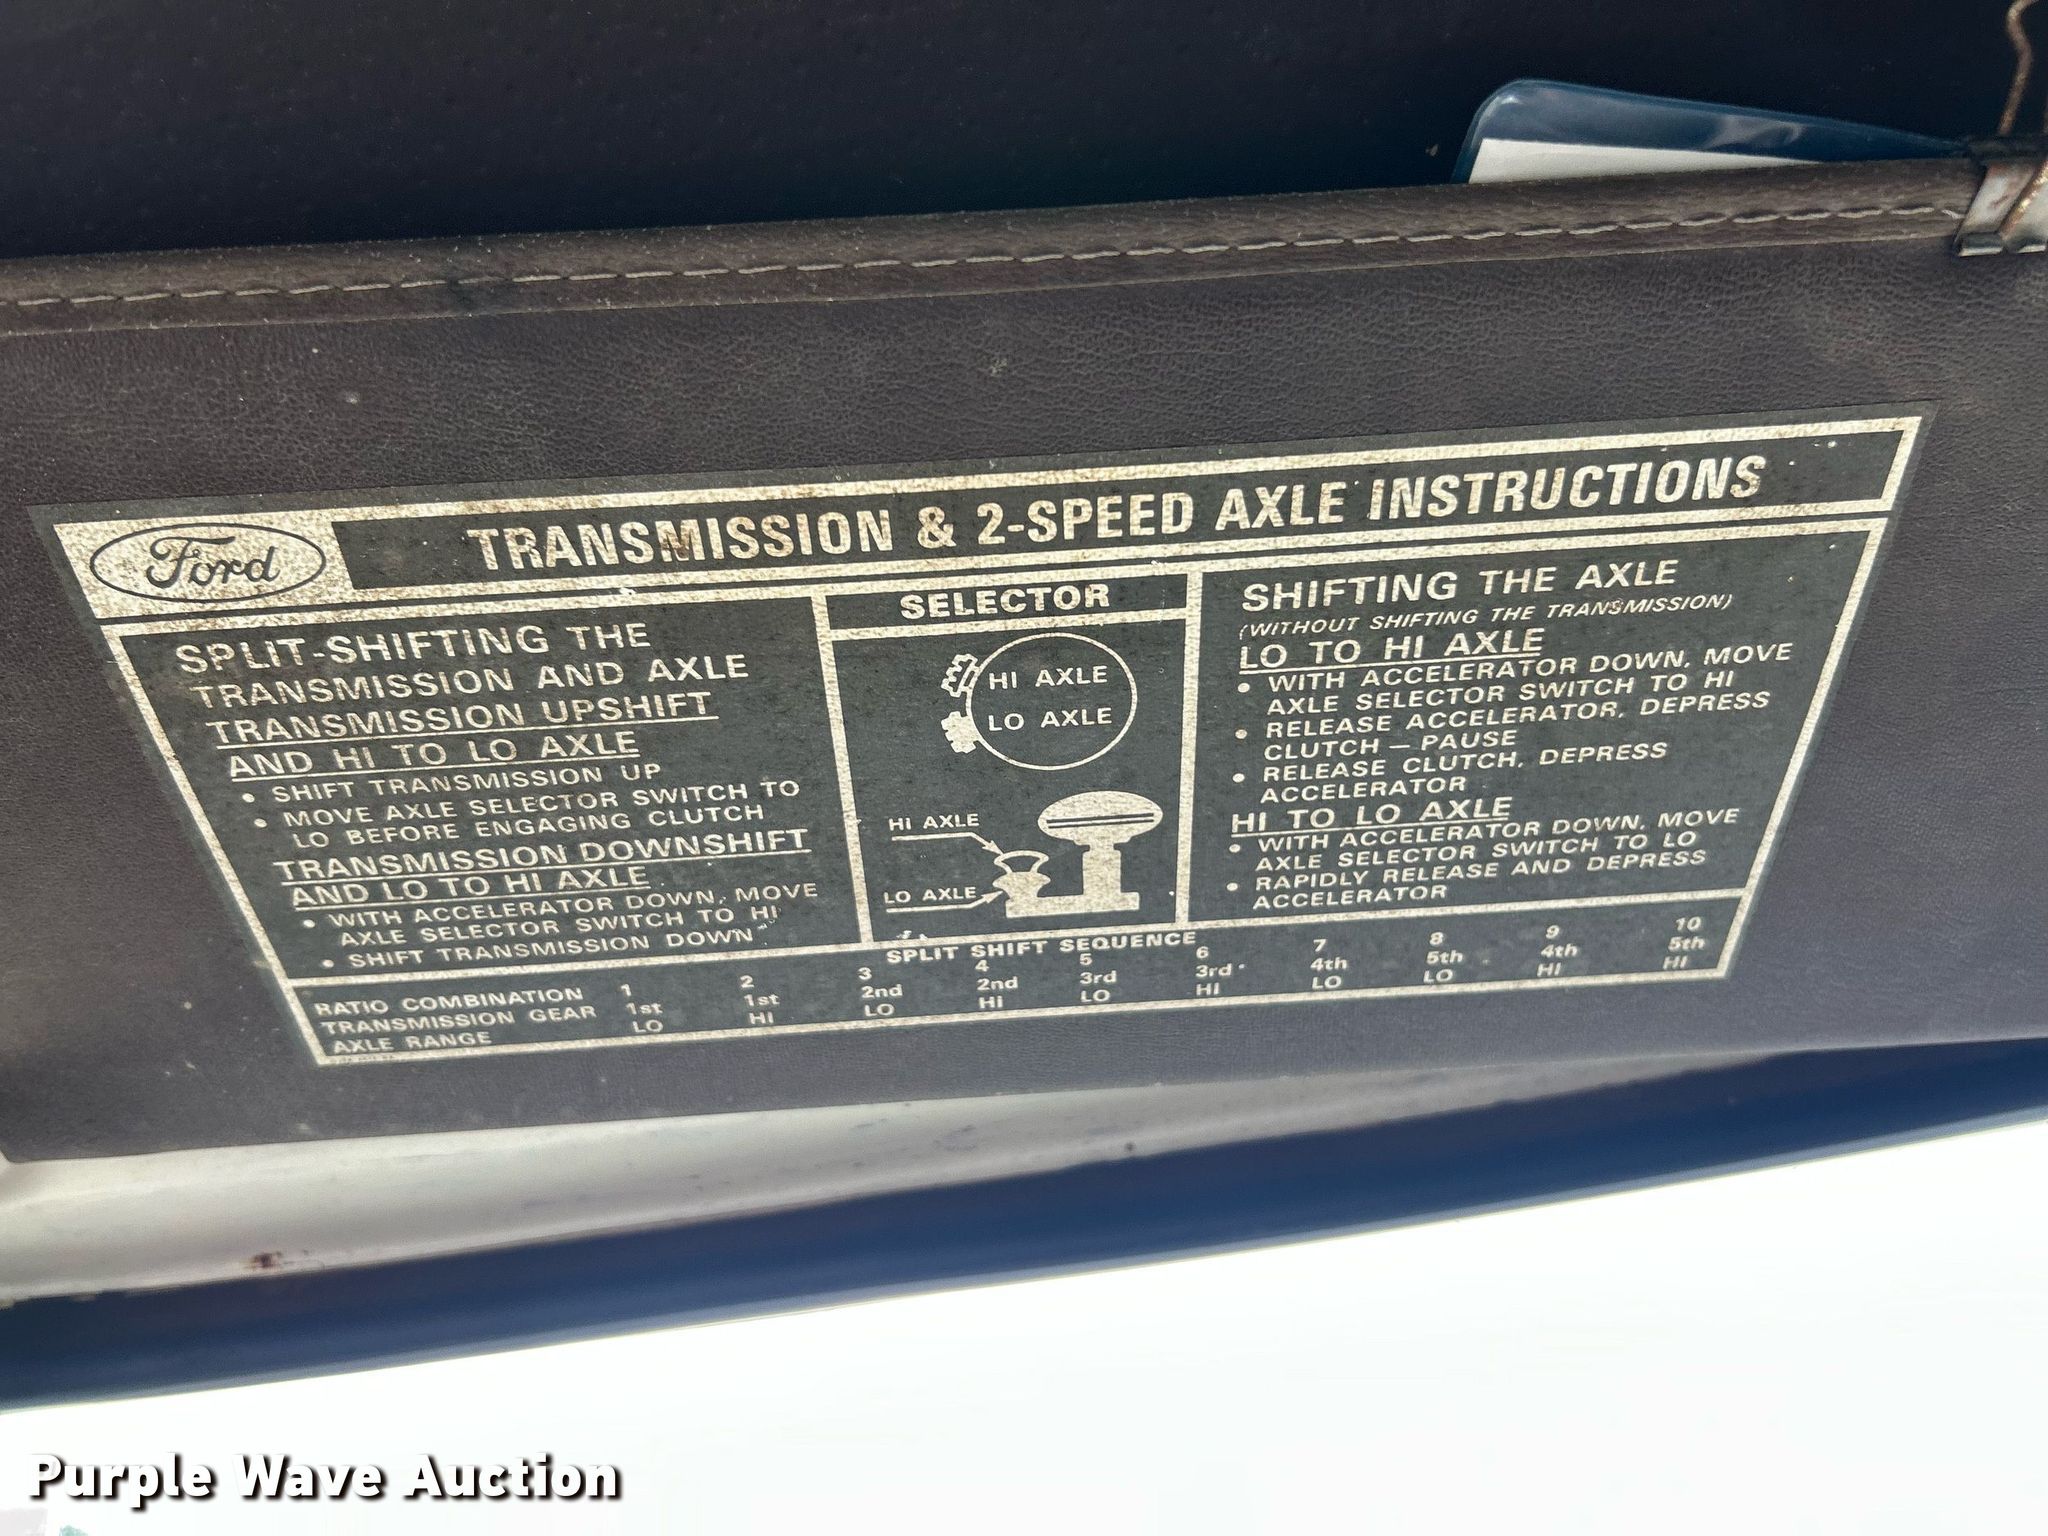 Ford
TRANSMISSION & 2-SPEED AXLE INSTRUCTIONS
SPLIT-SHIFTING THE
TRANSMISSION AND AXLE
TRANSMISSION UPSHIFT
AND HI TO LO AXLE
• SHIFT TRANSMISSION UP
• MOVE AXLE SELECTOR SWITCH TO
LO BEFORE ENGAGING CLUTCH
TRANSMISSION DOWNSHIFT
AND LO TO HI AXLE
• WITH ACCELERATOR DOWN, MOVE
AXLE SELECTOR SWITCH TO HI
• SHIFT TRANSMISSION DOWN
SELECTOR
HI AXLE
LO AXLE
HI AXLE
LO AXLE
SHIFTING THE AXLE
(WITHOUT SHIFTING THE TRANSMISSION)
LO TO HI AXLE
• WITH ACCELERATOR DOWN, MOVE
AXLE SELECTOR SWITCH TO HI
• RELEASE ACCELERATOR, DEPRESS
CLUTCH – PAUSE
• RELEASE CLUTCH, DEPRESS
ACCELERATOR
HI TO LO AXLE
• WITH ACCELERATOR DOWN, MOVE
AXLE SELECTOR SWITCH TO LO
• RAPIDLY RELEASE AND DEPRESS
ACCELERATOR
SPLIT SHIFT SEQUENCE
RATIO COMBINATION 1 2 3 4 5 6 7 8 9 10
TRANSMISSION GEAR 1st 1st 2nd 2nd 3rd 3rd 4th 5th 4th 5th
AXLE RANGE LO HI LO HI LO HI LO LO HI HI
Purple Wave Auction